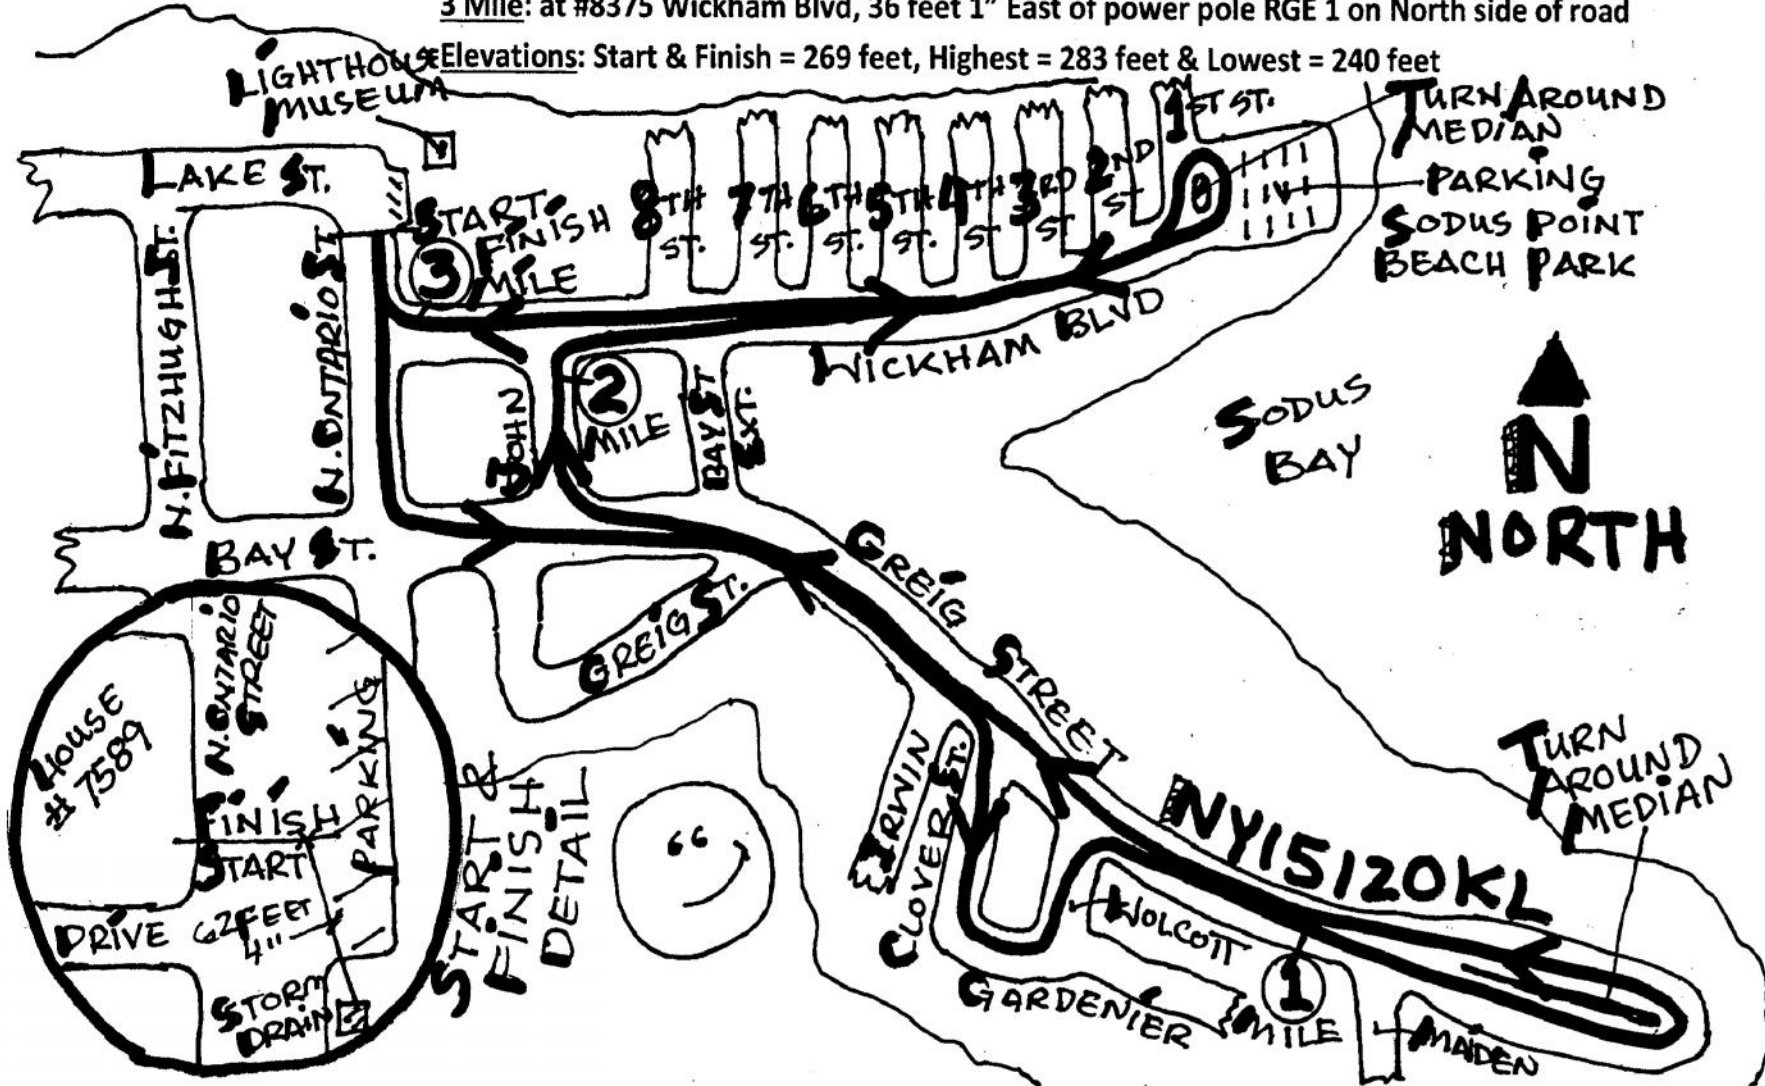 3 Mile: at #8375 Wickham Blvd, 36 feet 1" East of power pole RGE 1 on North side of road
Elevations: Start & Finish = 269 feet, Highest = 283 feet & Lowest = 240 feet
LIGHTHOUSE
MUSEUM
LAKE ST.
N. FITZHUGH ST.
N. ONTARIO ST
START
FINISH
3
MILE
8TH
ST.
7TH
ST.
6TH
ST.
5TH
ST.
4TH
ST.
3RD
ST
2ND
ST
1ST ST.
TURN AROUND
MEDIAN
PARKING
SODUS POINT
BEACH PARK
WICKHAM BLVD
JOHN
2
MILE
BAY ST
EXT.
SODUS
BAY
N
NORTH
BAY ST.
GREIG ST.
GREIG
STREET
IRWIN
CLOVER ST.
GARDENIER
WOLCOTT
1
MILE
MAIDEN
NY15120KL
TURN
AROUND
MEDIAN
HOUSE
# 7589
N. ONTARIO
STREET
PARKING
FINISH
START
DRIVE
62 FEET
4"
STORM
DRAIN
START &
FINISH
DETAIL